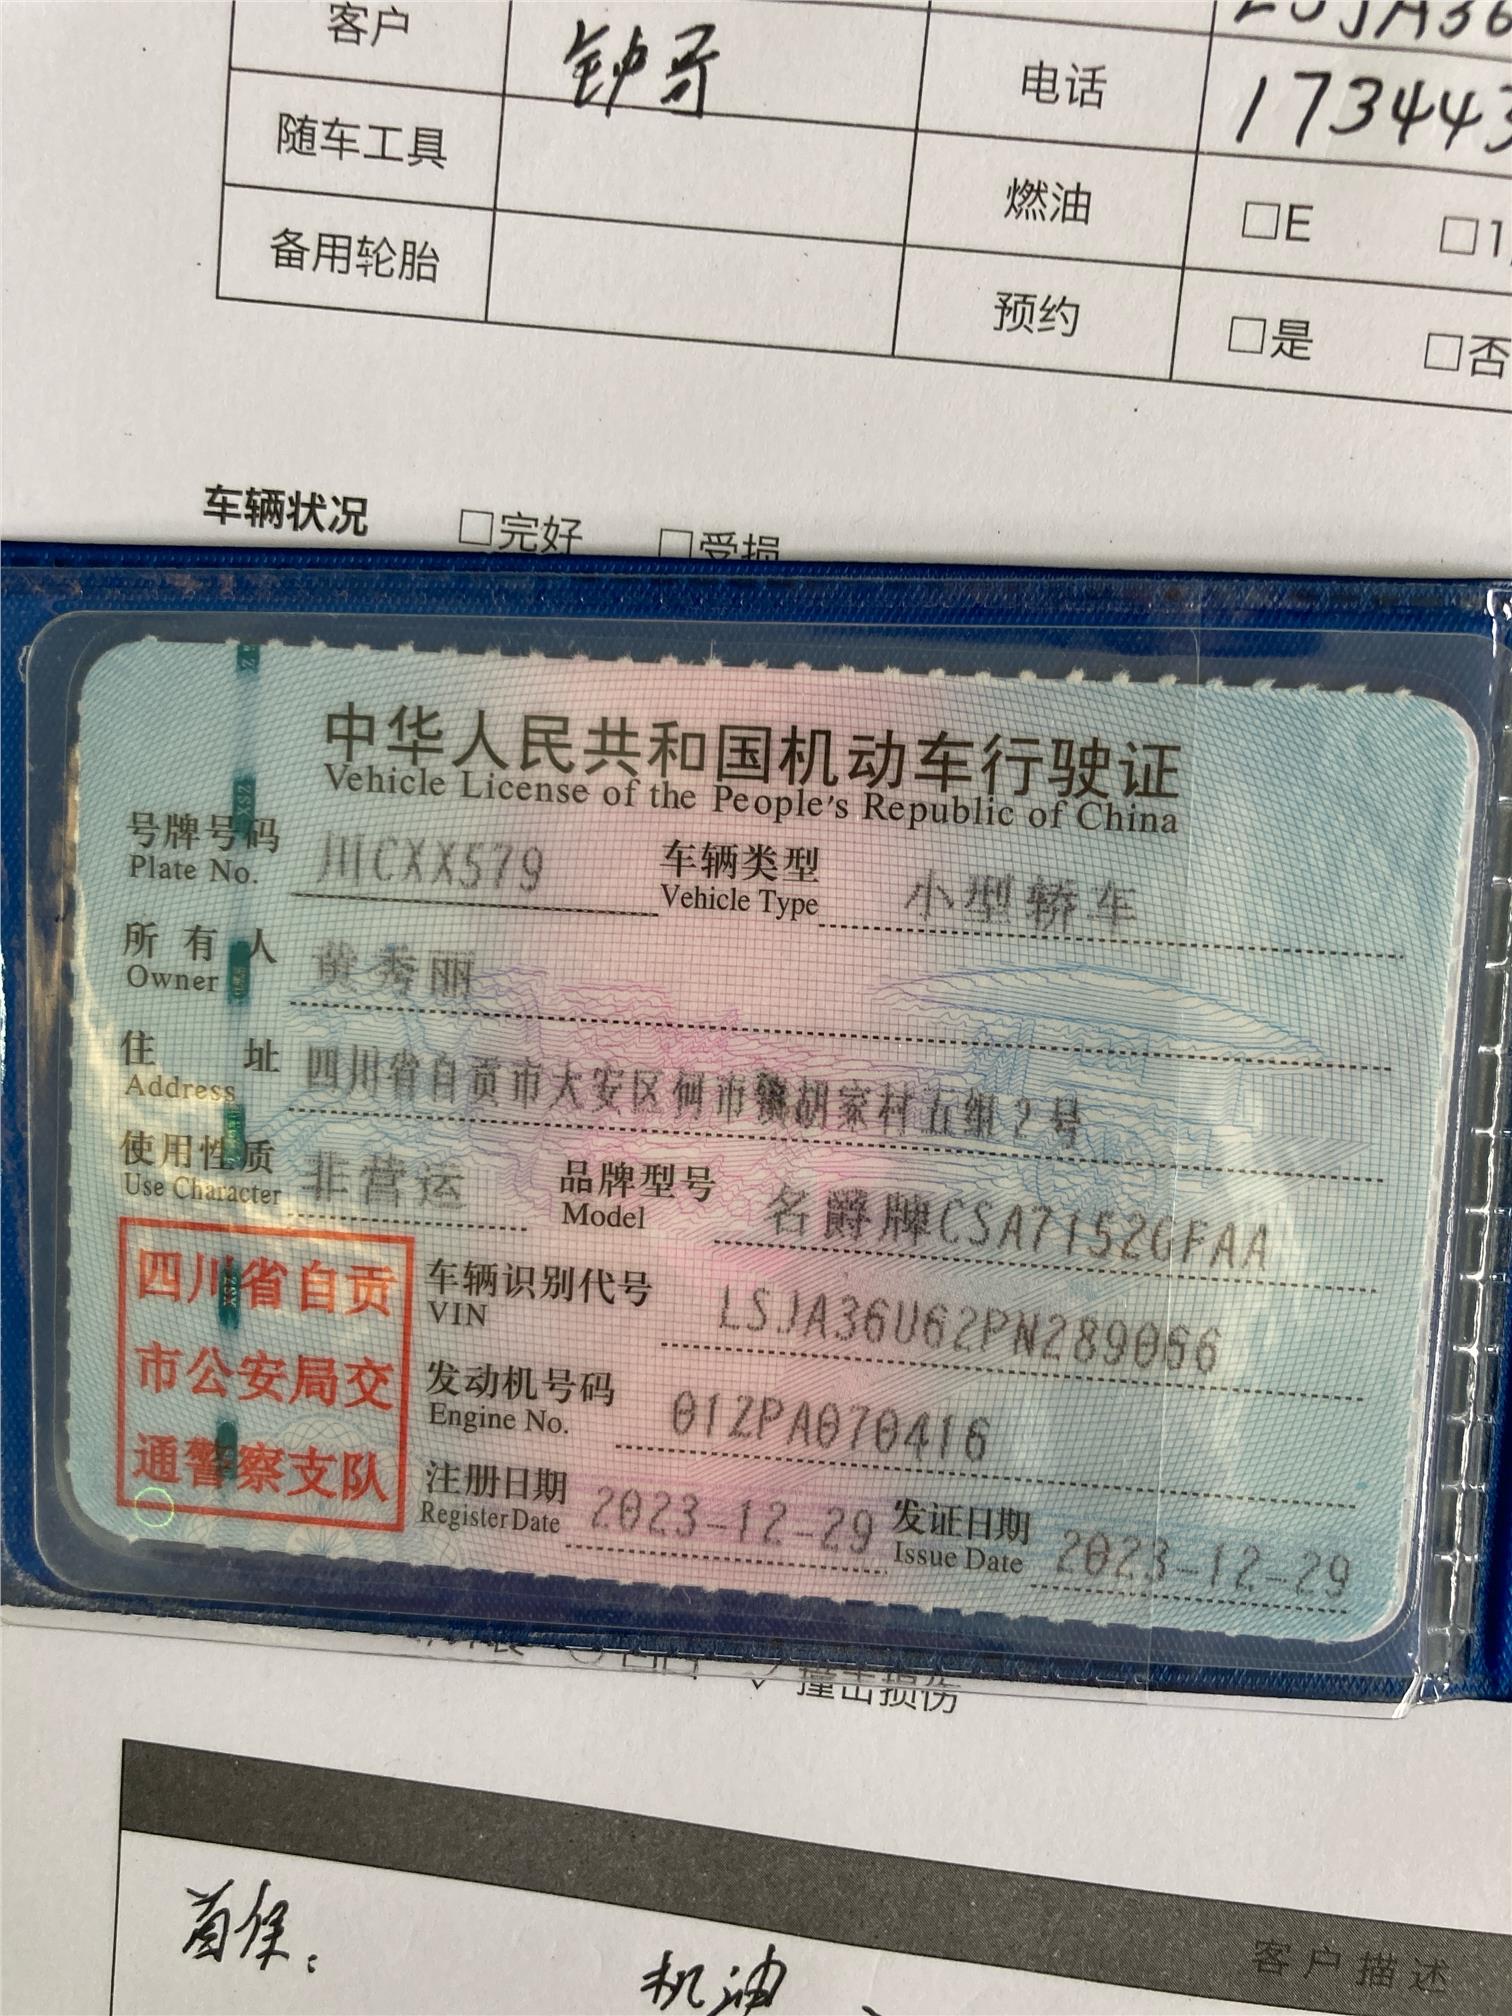 客户 钟哥 电话 173443
随车工具 燃油 □E □1
备用轮胎 预约 □是 □否
车辆状况 □完好 □受损
中华人民共和国机动车行驶证
Vehicle License of the People's Republic of China
号牌号码 川CXX579 车辆类型 小型轿车
Plate No. Vehicle Type
所有人 黄秀丽
Owner
住址 四川省自贡市大安区何市镇胡家村五组2号
Address
使用性质 非营运 品牌型号 名爵牌CSA7152GFAA
Use Character Model
四川省自贡
市公安局交
通警察支队
车辆识别代号 LSJA36U62PN289066
VIN
发动机号码 01ZPA070416
Engine No.
注册日期 2023-12-29 发证日期 2023-12-29
Register Date Issue Date
撞击损伤
客户描述
首保:
机油